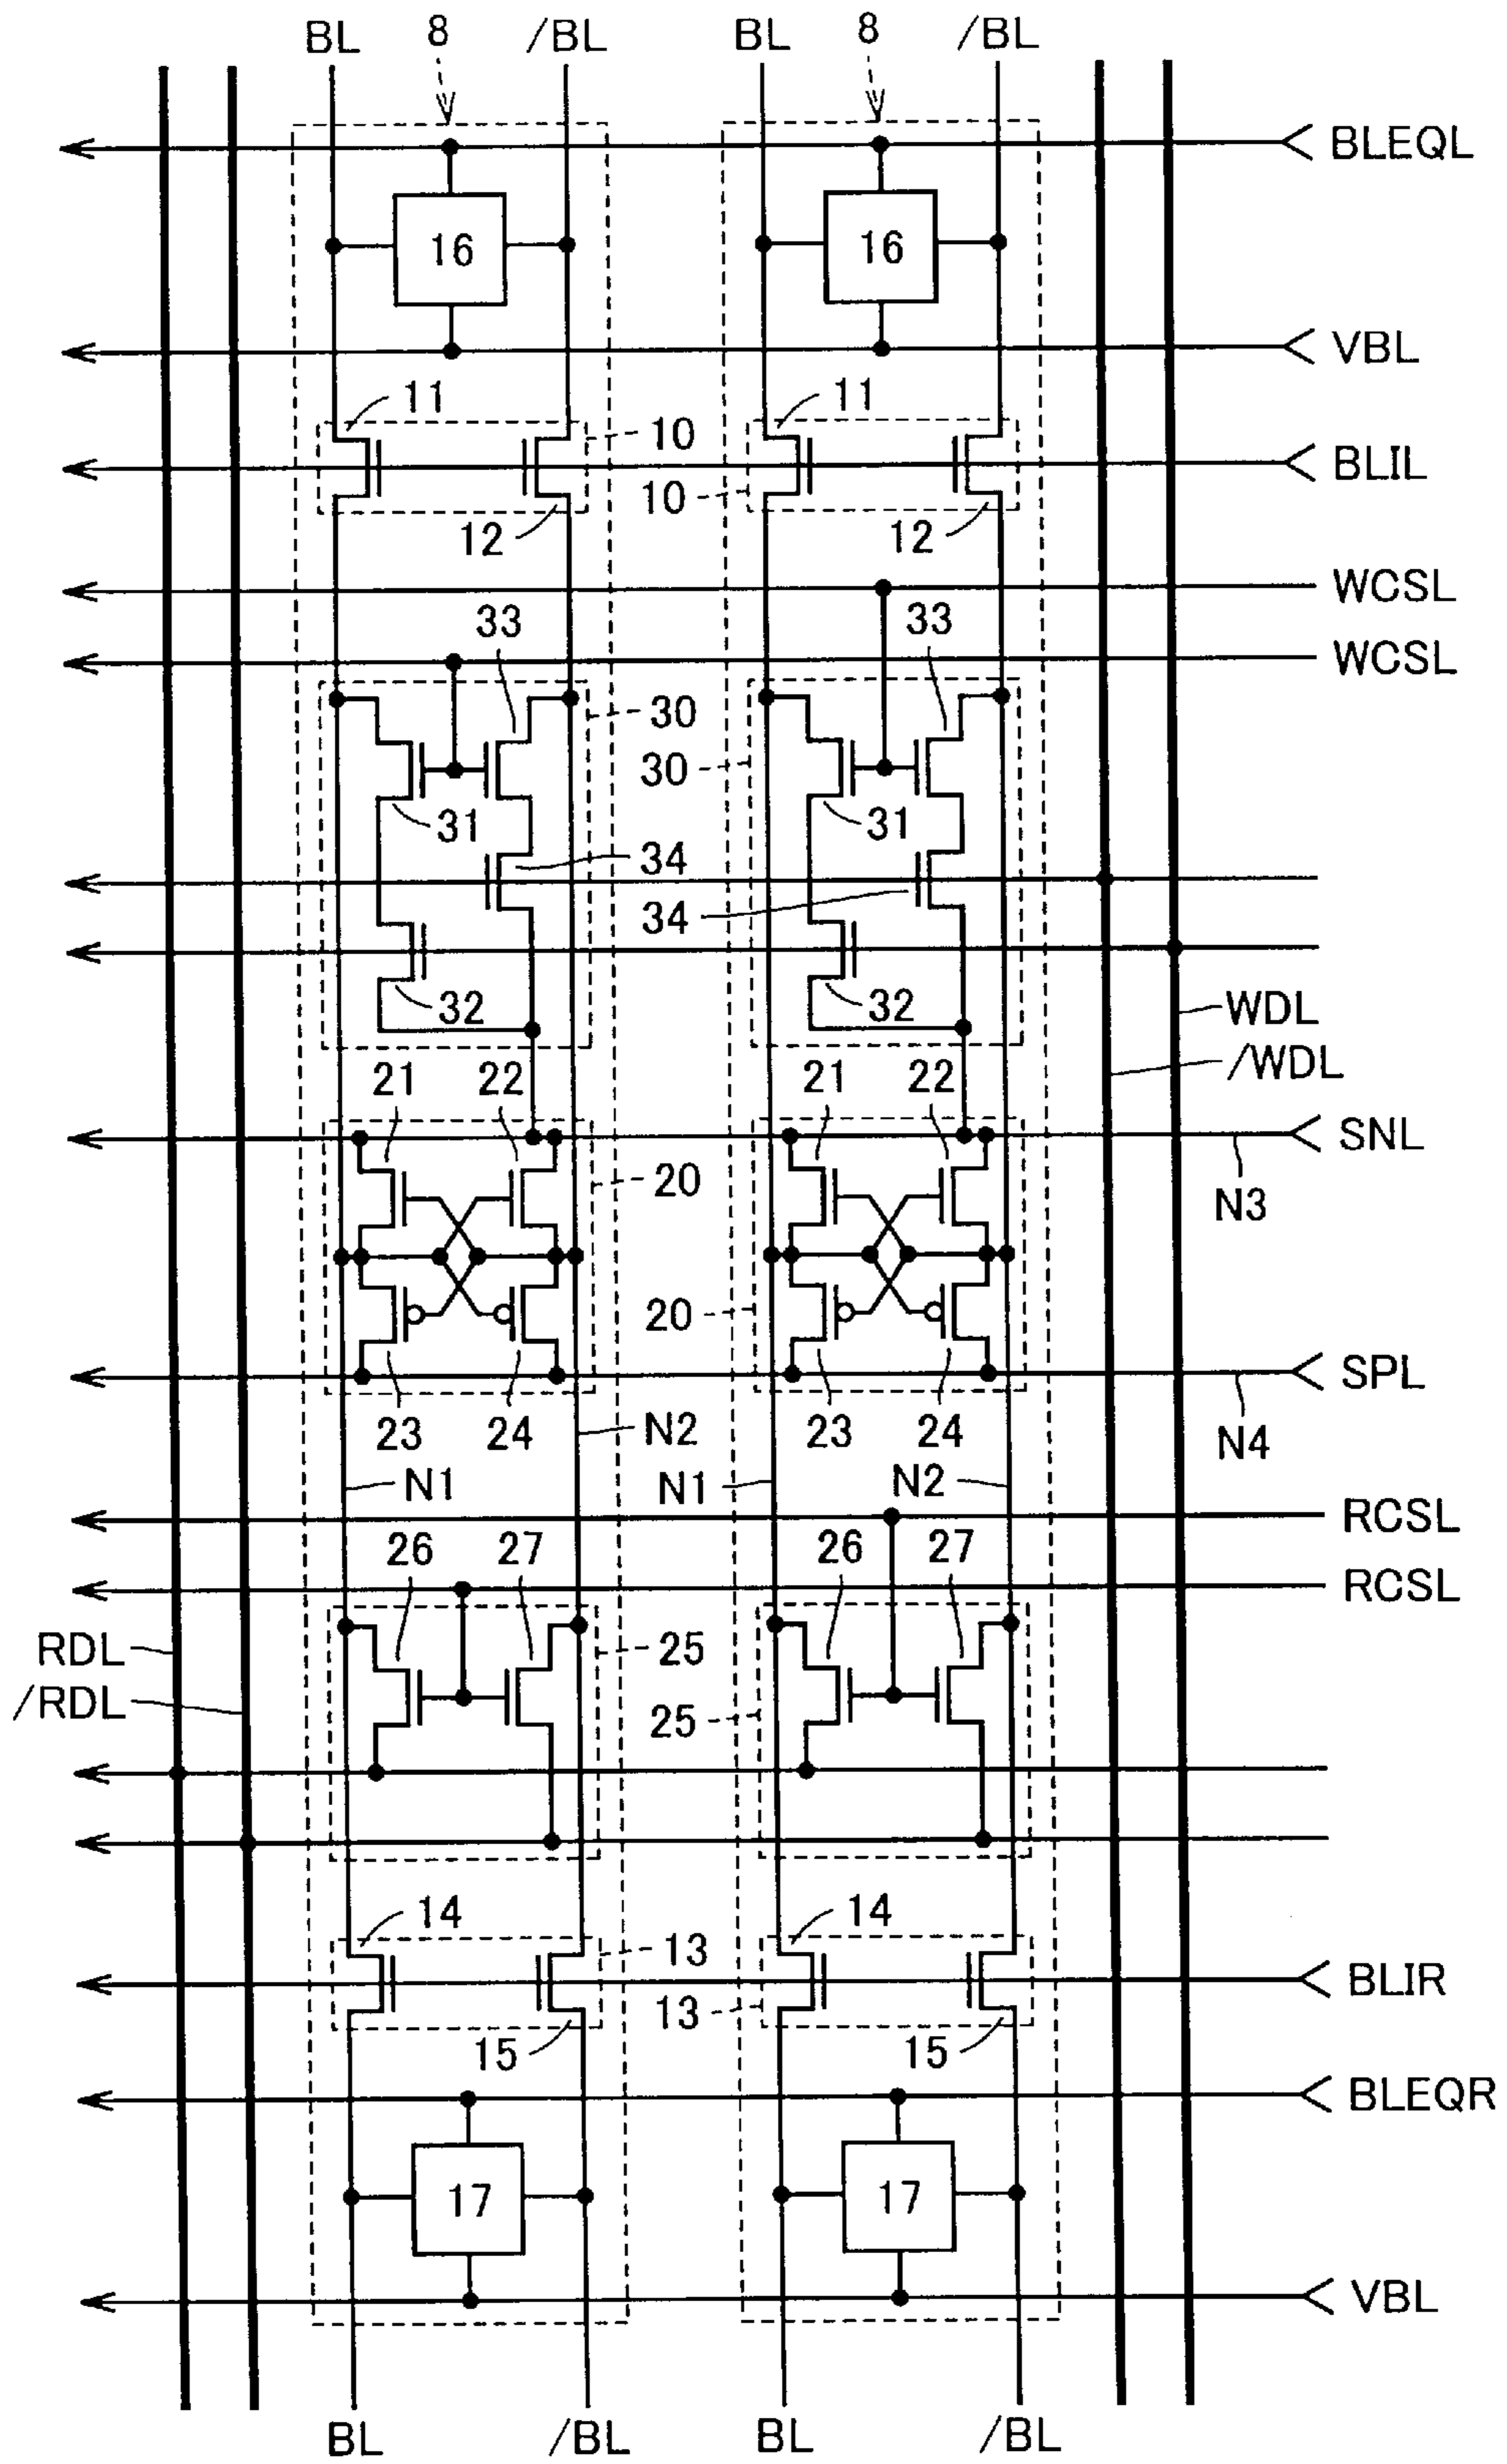 BL 8 /BL BL 8 /BL
BLEQL
16 16
VBL
11 11
10
BLIL
10
12 12
WCSL
33 33
WCSL
30
30
31 31
34
34
32 32
WDL
/WDL
21 22 21 22
SNL
20
N3
20
SPL
23 24 N2 23 24
N4
N1 N1 N2
RCSL
26 27 26 27
RCSL
RDL 25
/RDL 25
14 14
13
BLIR
13
15 15
BLEQR
17 17
VBL
BL /BL BL /BL